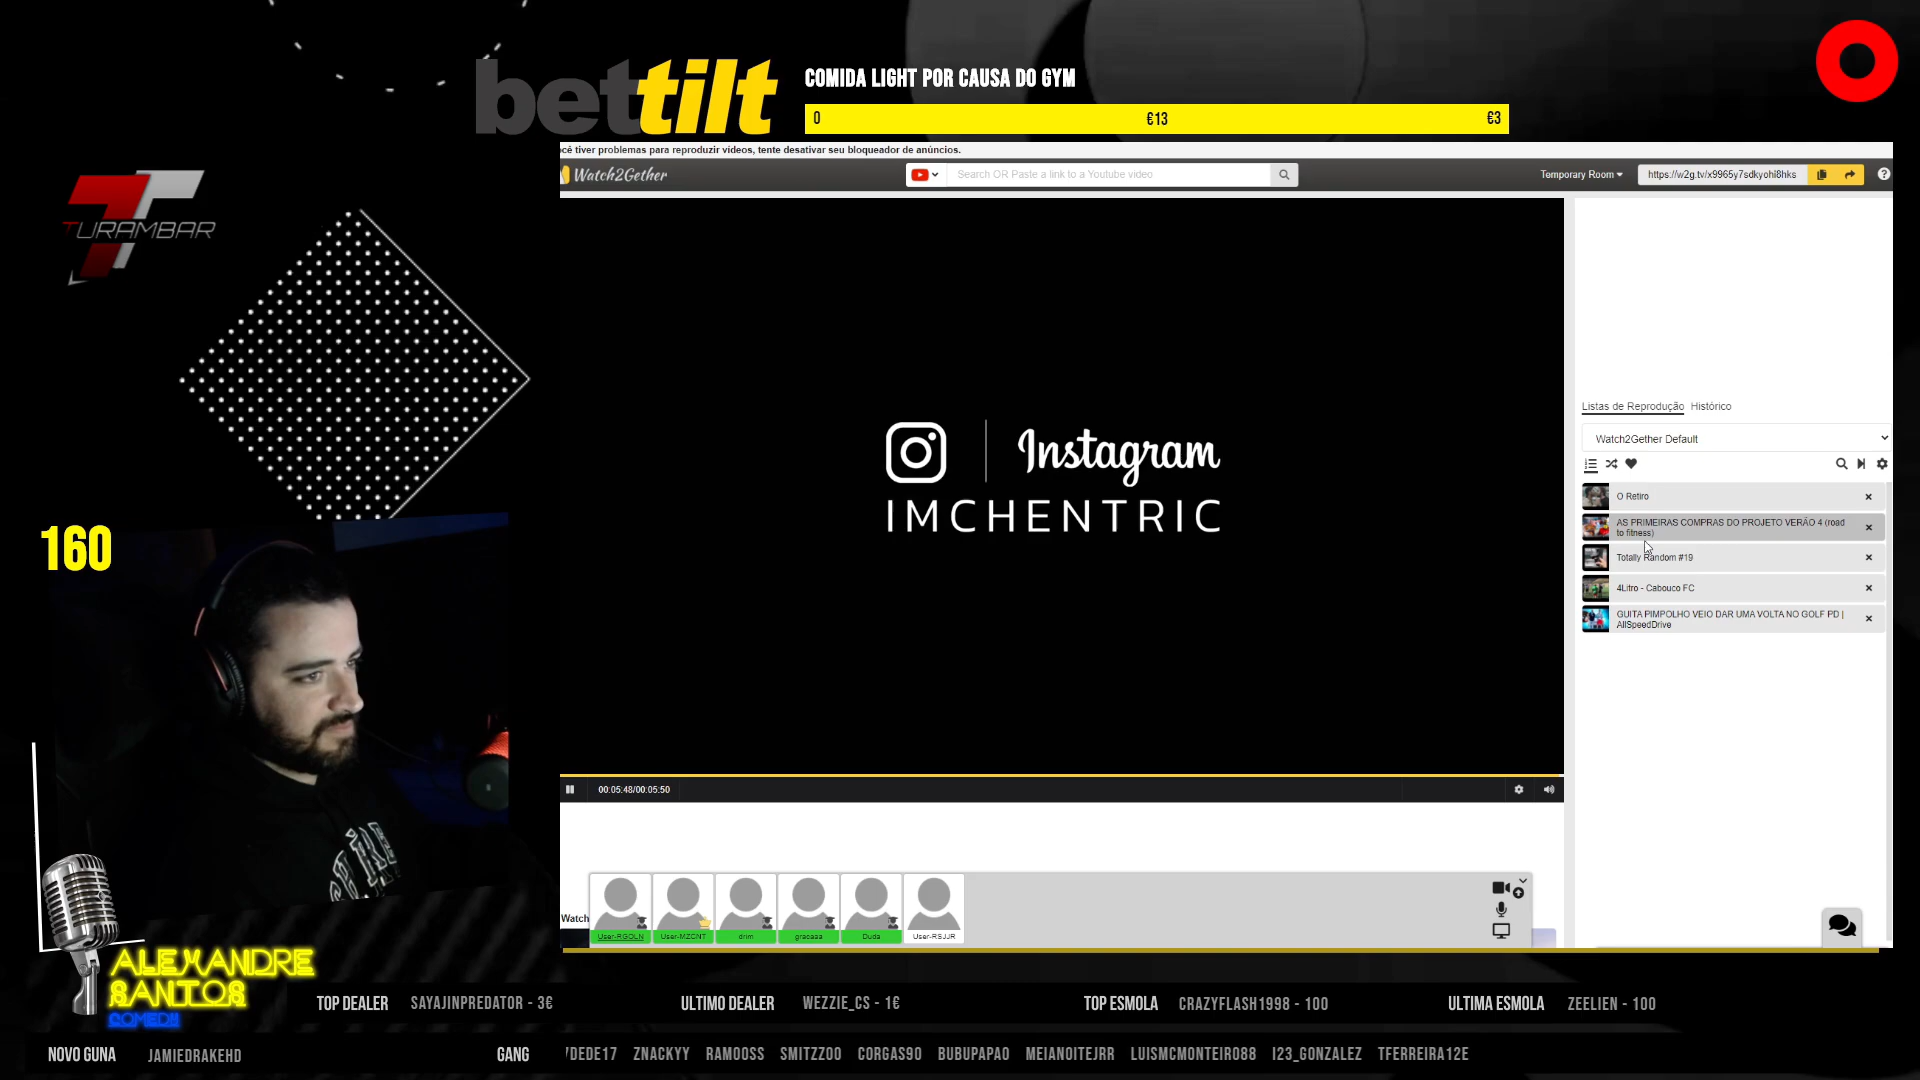 bettilt
COMIDA LIGHT POR CAUSA DO GYM
0 €13 €3
cê tiver problemas para reproduzir vídeos, tente desativar seu bloqueador de anúncios.
Watch2Gether
Search OR Paste a link to a Youtube video
Temporary Room
https://w2g.tv/x9965y7sdkyohi8hks
TURAMBAR
Instagram
IMCHENTRIC
Listas de Reprodução Histórico
Watch2Gether Default
O Retiro
AS PRIMEIRAS COMPRAS DO PROJETO VERÃO 4 (road
to fitness)
Totally Random #19
4Litro - Cabouco FC
GUITA PIMPOLHO VEIO DAR UMA VOLTA NO GOLF PD |
AllSpeedDrive
160
00:05:48/00:05:50
Watch
User-RGOLN User-MZCNT drim gracaaa Duda User-RSJJR
ALEXANDRE
SANTOS
COMEDY
TOP DEALER SAYAJINPREDATOR - 3€ ULTIMO DEALER WEZZIE_CS - 1€ TOP ESMOLA CRAZYFLASH1998 - 100 ULTIMA ESMOLA ZEELIEN - 100
NOVO GUNA JAMIEDRAKEHD GANG DEDE17 ZNACKYY RAMOOSS SMITZZOO CORGAS90 BUBUPAPAO MEIANOITEJRR LUISMCMONTEIRO88 I23_GONZALEZ TFERREIRA12E